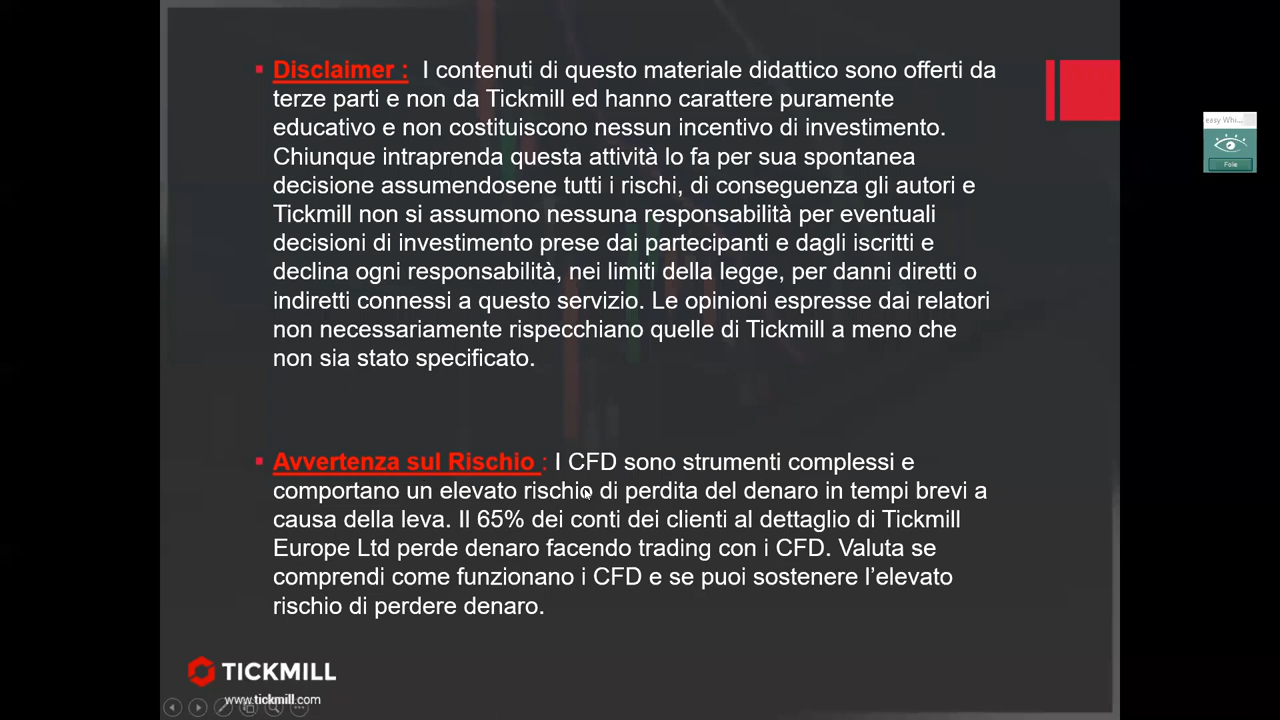 Disclaimer : I contenuti di questo materiale didattico sono offerti da
terze parti e non da Tickmill ed hanno carattere puramente
educativo e non costituiscono nessun incentivo di investimento.
Chiunque intraprenda questa attività lo fa per sua spontanea
decisione assumendosene tutti i rischi, di conseguenza gli autori e
Tickmill non si assumono nessuna responsabilità per eventuali
decisioni di investimento prese dai partecipanti e dagli iscritti e
declina ogni responsabilità, nei limiti della legge, per danni diretti o
indiretti connessi a questo servizio. Le opinioni espresse dai relatori
non necessariamente rispecchiano quelle di Tickmill a meno che
non sia stato specificato.
Avvertenza sul Rischio : I CFD sono strumenti complessi e
comportano un elevato rischio di perdita del denaro in tempi brevi a
causa della leva. Il 65% dei conti dei clienti al dettaglio di Tickmill
Europe Ltd perde denaro facendo trading con i CFD. Valuta se
comprendi come funzionano i CFD e se puoi sostenere l’elevato
rischio di perdere denaro.
TICKMILL
www.tickmill.com
easy Whi...
Fole